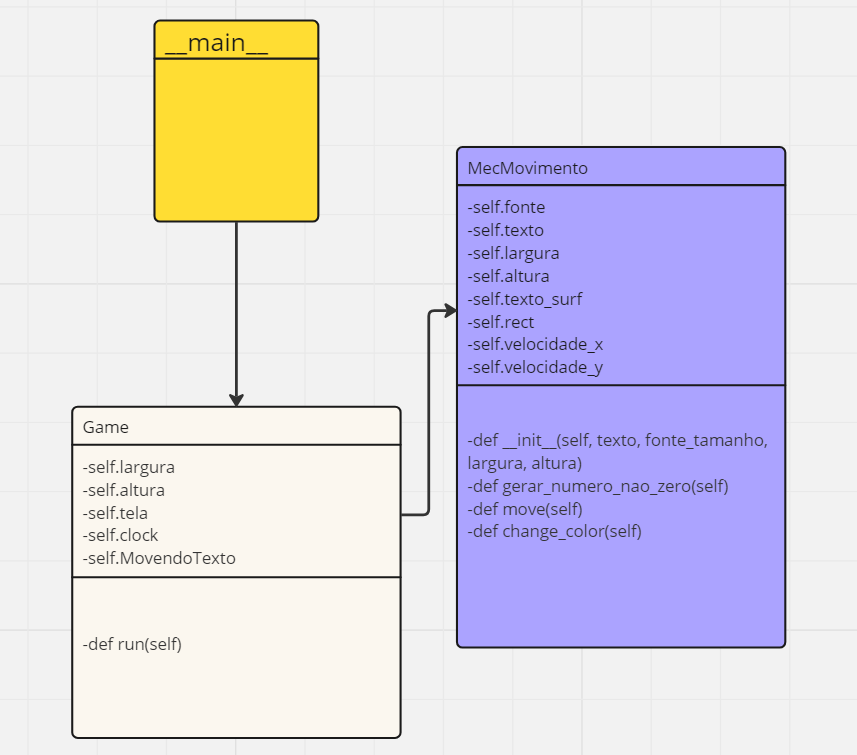 __main__
MecMovimento
-self.fonte
-self.texto
-self.largura
-self.altura
-self.texto_surf
-self.rect
-self.velocidade_x
-self.velocidade_y
-def __init__(self, texto, fonte_tamanho,
largura, altura)
-def gerar_numero_nao_zero(self)
-def move(self)
-def change_color(self)
Game
-self.largura
-self.altura
-self.tela
-self.clock
-self.MovendoTexto
-def run(self)